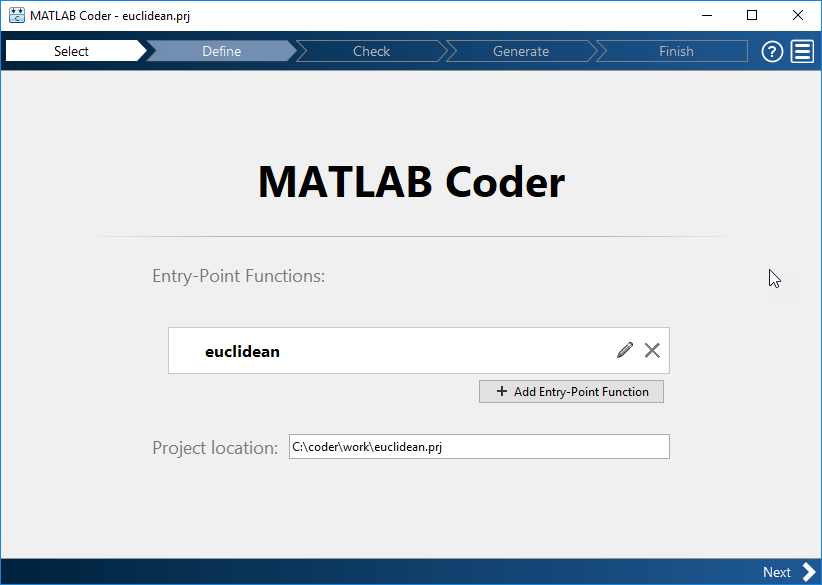 MATLAB Coder - euclidean.prj
Select Define Check Generate Finish ?
MATLAB Coder
Entry-Point Functions:
euclidean
+ Add Entry-Point Function
Project location: C:\coder\work\euclidean.prj
Next